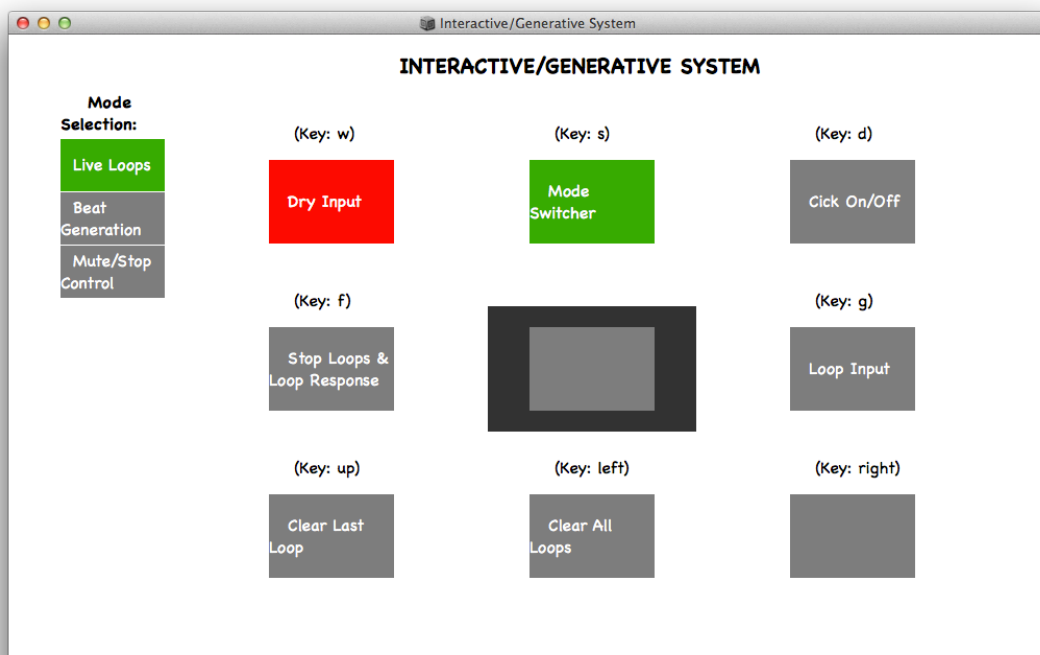 Interactive/Generative System
INTERACTIVE/GENERATIVE SYSTEM
Mode
Selection:
Live Loops
Beat
Generation
Mute/Stop
Control
(Key: w)
(Key: s)
(Key: d)
Dry Input
Mode
Switcher
Cick On/Off
(Key: f)
(Key: g)
Stop Loops &
Loop Response
Loop Input
(Key: up)
(Key: left)
(Key: right)
Clear Last
Loop
Clear All
Loops